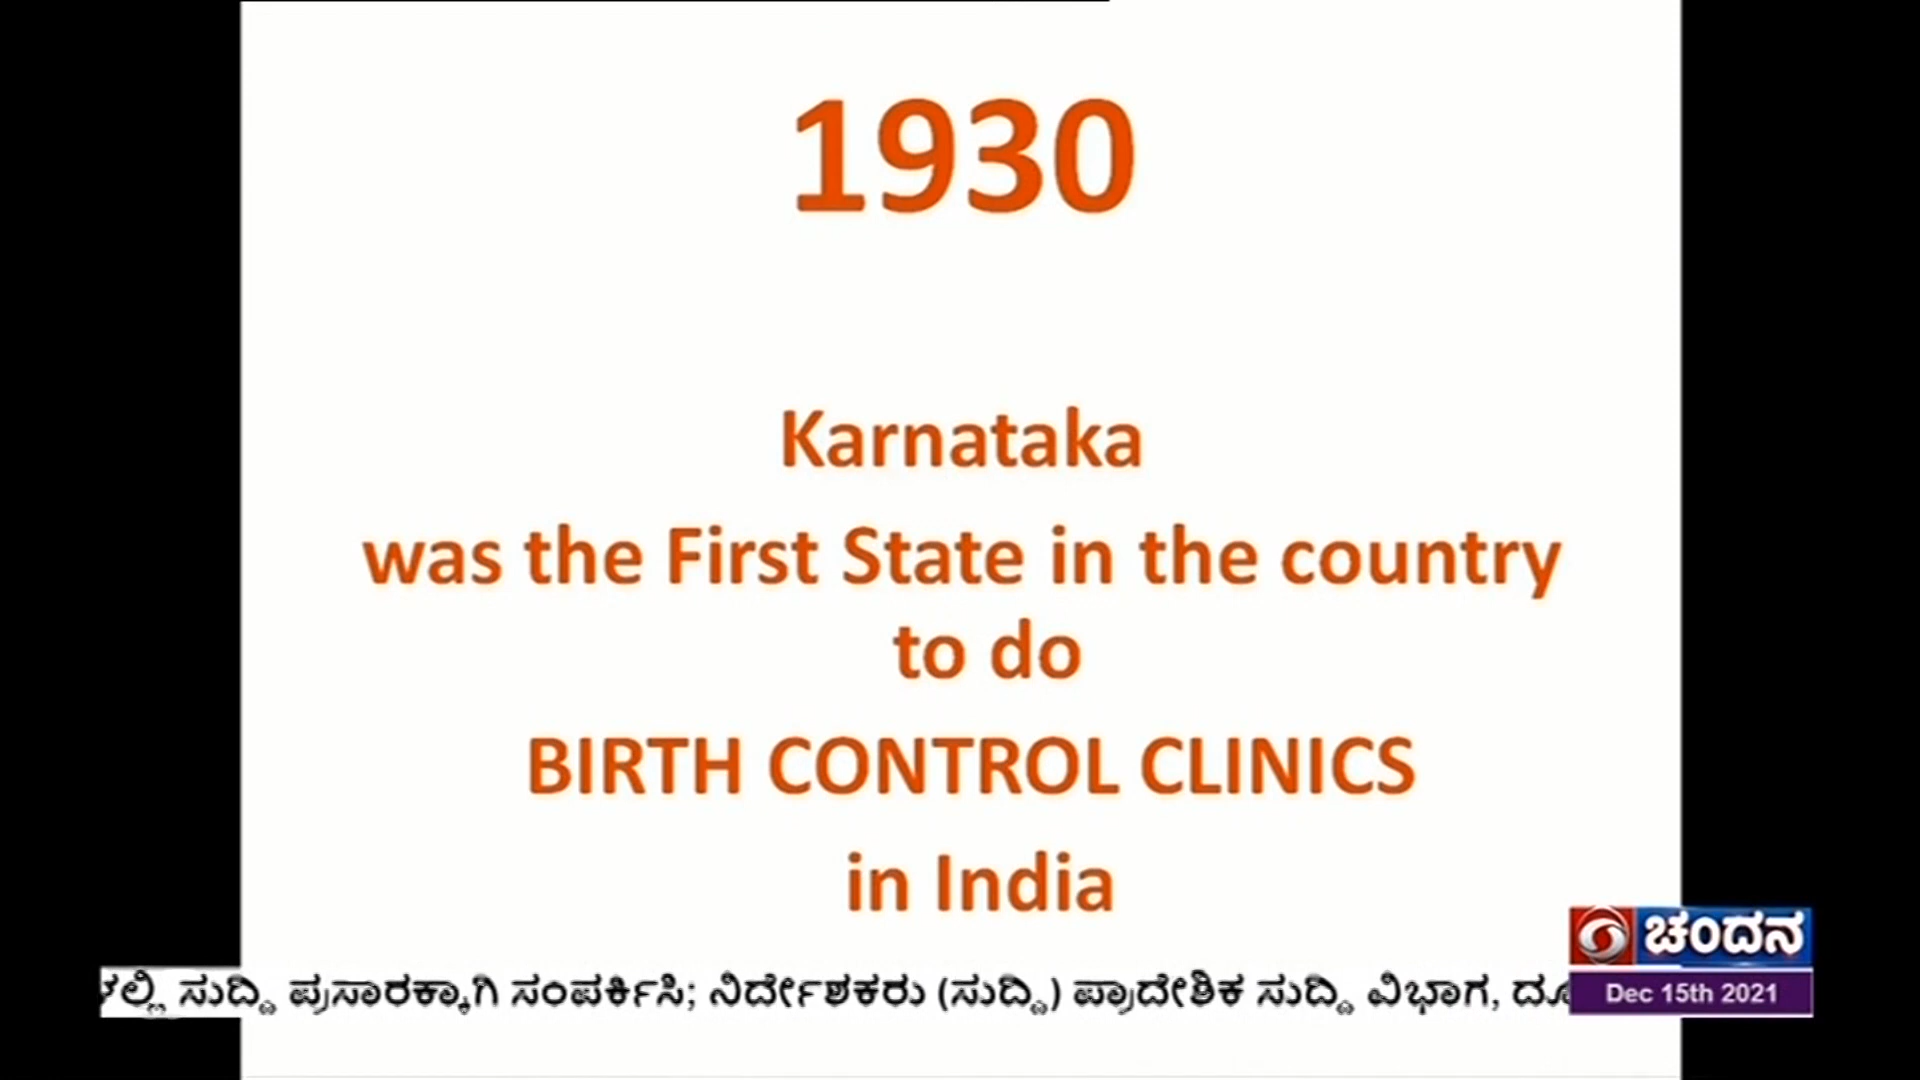 1930
Karnataka
was the First State in the country
to do
BIRTH CONTROL CLINICS
in India
ಚಂದನ
ಸುದ್ದಿ ಪ್ರಸಾರಕ್ಕಾಗಿ ಸಂಪರ್ಕಿಸಿ; ನಿರ್ದೇಶಕರು (ಸುದ್ದಿ) ಪ್ರಾದೇಶಿಕ ಸುದ್ದಿ ವಿಭಾಗ,
Dec 15th 2021